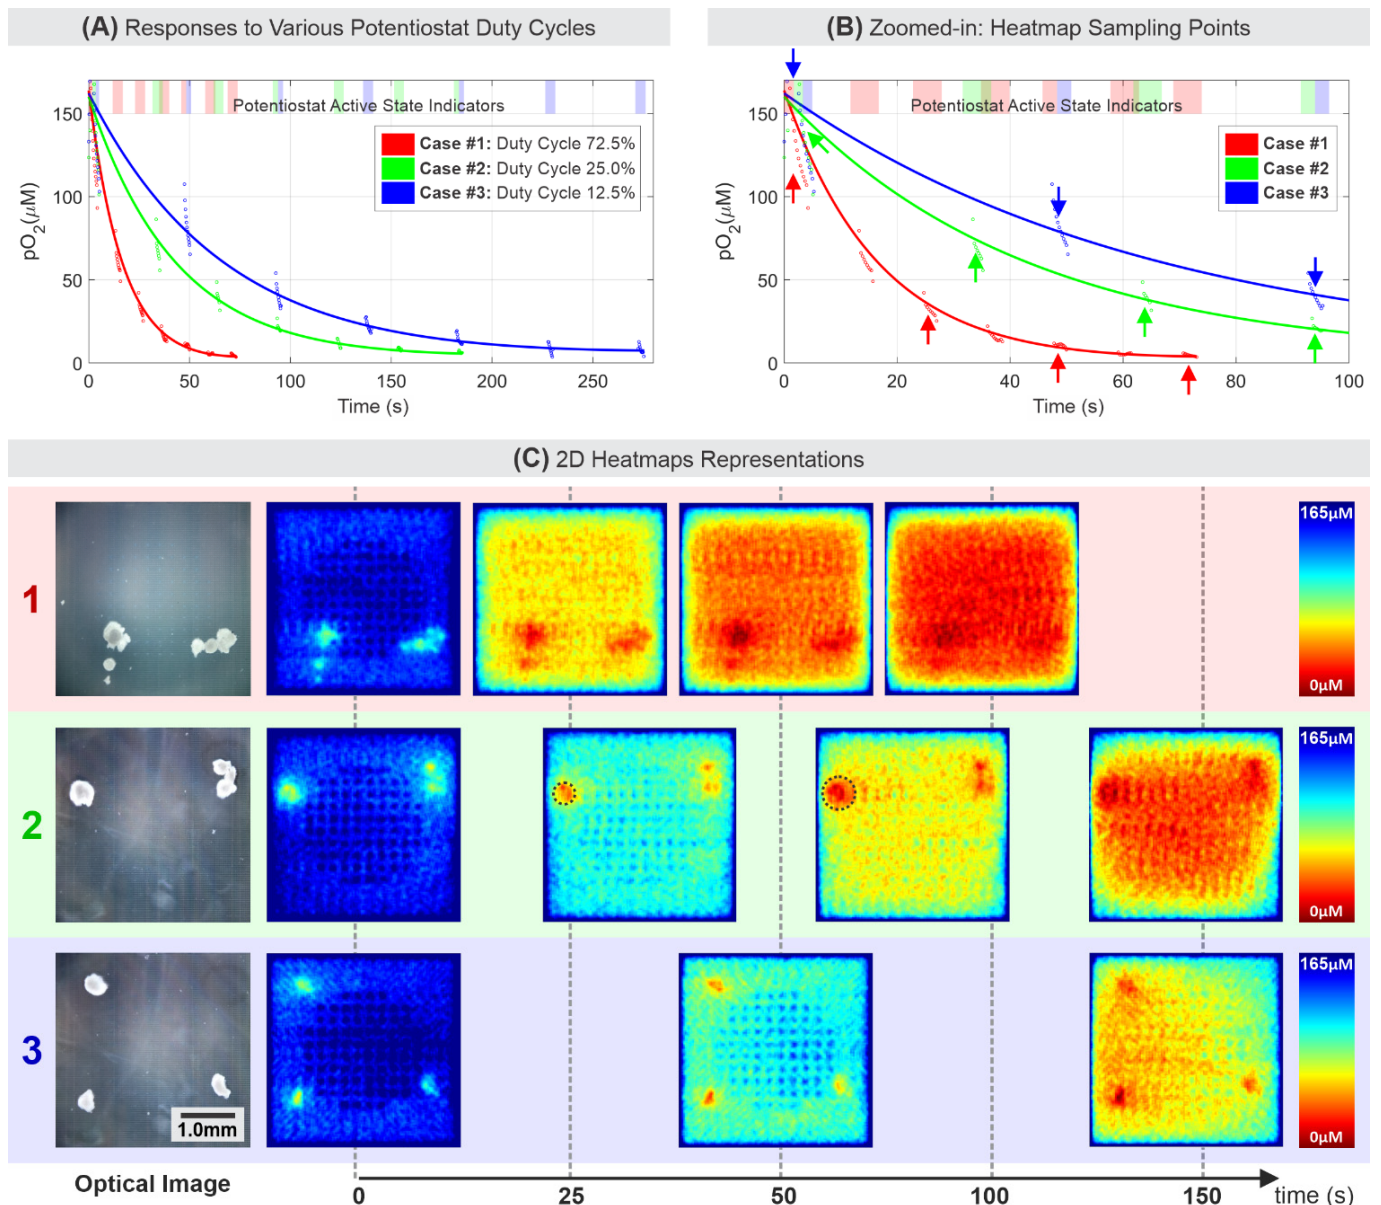 (A) Responses to Various Potentiostat Duty Cycles
Potentiostat Active State Indicators
Case #1: Duty Cycle 72.5%
Case #2: Duty Cycle 25.0%
Case #3: Duty Cycle 12.5%
pO2(μM)
150
100
50
0
0 50 100 150 200 250
Time (s)
(B) Zoomed-in: Heatmap Sampling Points
Potentiostat Active State Indicators
Case #1
Case #2
Case #3
pO2(μM)
150
100
50
0
0 20 40 60 80 100
Time (s)
(C) 2D Heatmaps Representations
1
165μM
0μM
2
165μM
0μM
3
1.0mm
165μM
0μM
Optical Image
0 25 50 100 150 time (s)